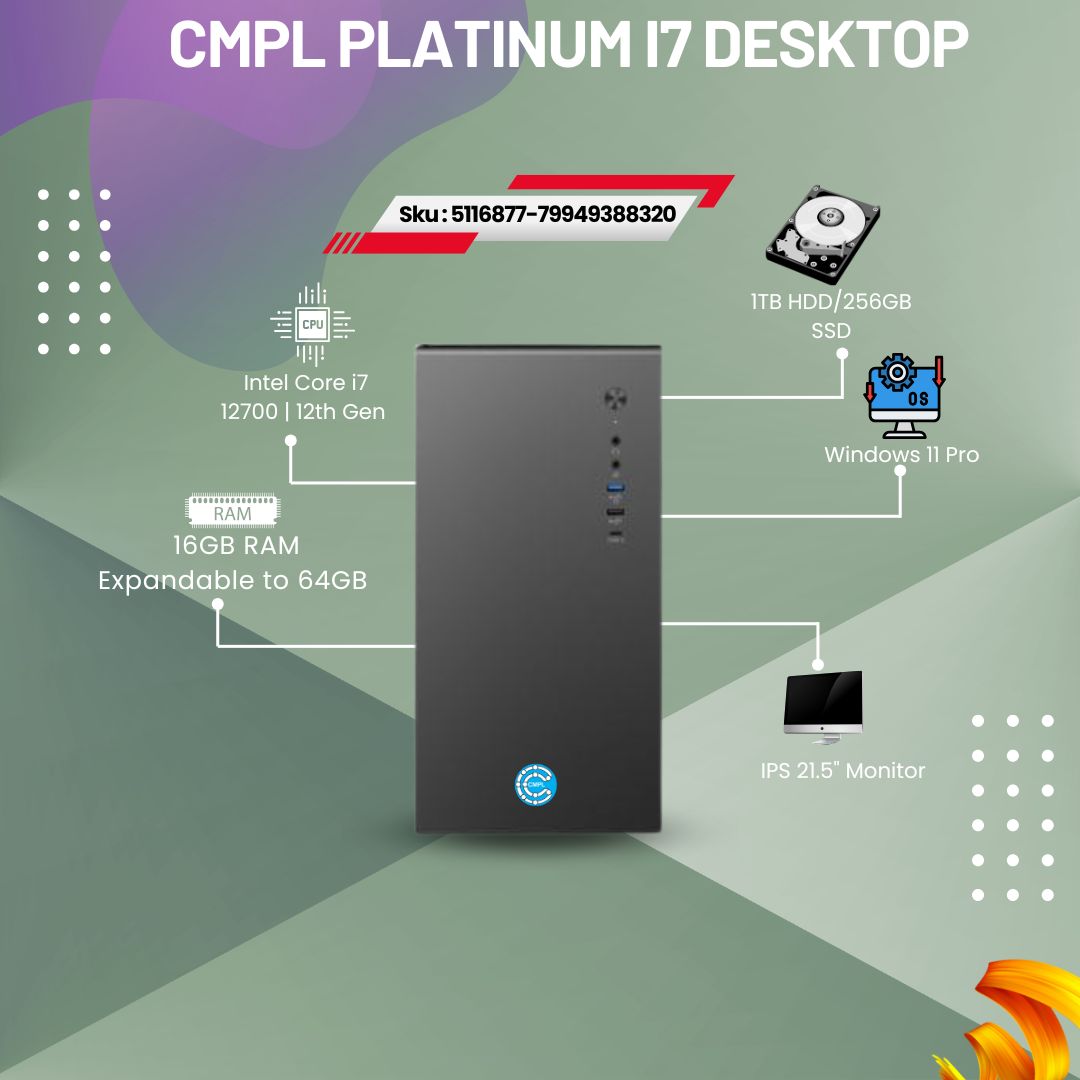 CMPL PLATINUM I7 DESKTOP
Sku : 5116877-79949388320
1TB HDD/256GB
SSD
CPU
Intel Core i7
12700 | 12th Gen
OS
Windows 11 Pro
RAM
16GB RAM
Expandable to 64GB
IPS 21.5" Monitor
CMPL